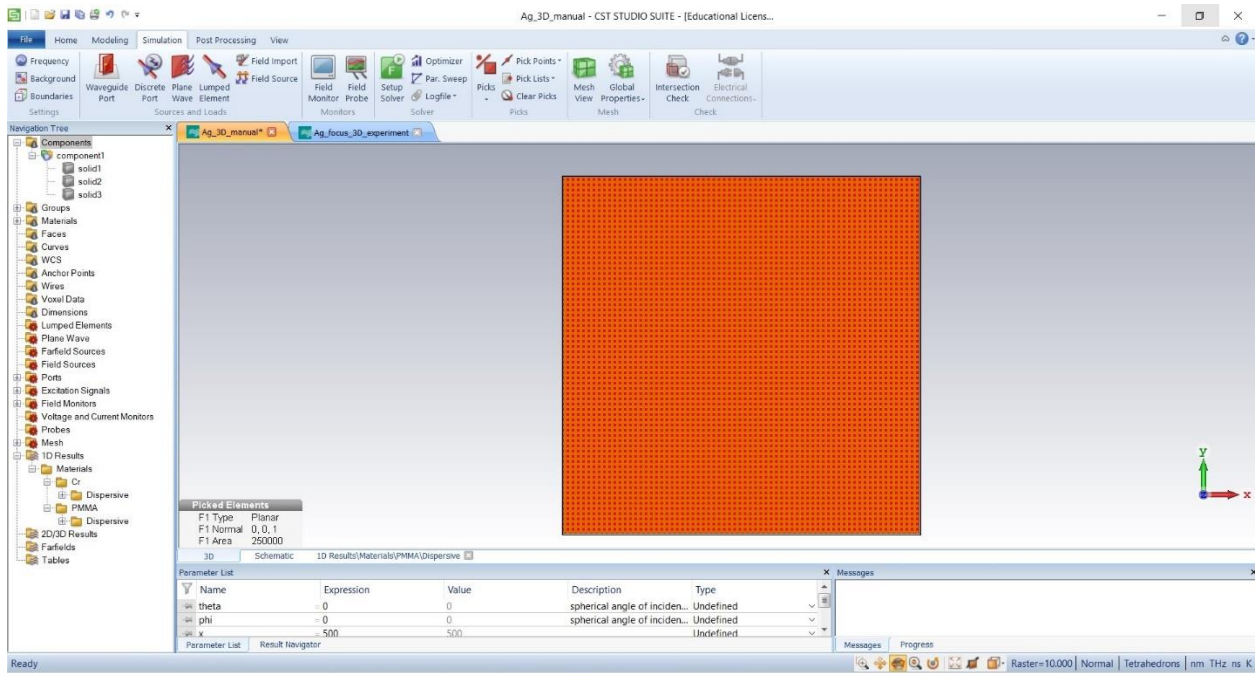 Ag_3D_manual - CST STUDIO SUITE - [Educational Licens...
File Home Modeling Simulation Post Processing View
Frequency
Background
Boundaries
Settings
Waveguide Port
Discrete Port
Plane Wave
Lumped Element
Field Import
Field Source
Sources and Loads
Field Monitor
Field Probe
Monitors
Setup Solver
Optimizer
Par. Sweep
Logfile
Solver
Picks
Pick Points
Pick Lists
Clear Picks
Picks
Mesh View
Global Properties
Mesh
Intersection Check
Electrical Connections
Check
Navigation Tree
Components
component1
solid1
solid2
solid3
Groups
Materials
Faces
Curves
WCS
Anchor Points
Wires
Voxel Data
Dimensions
Lumped Elements
Plane Wave
Farfield Sources
Field Sources
Ports
Excitation Signals
Field Monitors
Voltage and Current Monitors
Probes
Mesh
1D Results
Materials
Cr
Dispersive
PMMA
Dispersive
2D/3D Results
Farfields
Tables
Ag_3D_manual* Ag_focus_3D_experiment
y
x
Picked Elements
F1 Type Planar
F1 Normal 0, 0, 1
F1 Area 250000
3D Schematic 1D Results\Materials\PMMA\Dispersive
Parameter List
Name Expression Value Description Type
theta = 0 0 spherical angle of inciden... Undefined
phi = 0 0 spherical angle of inciden... Undefined
x = 500 500 Undefined
Parameter List Result Navigator
Messages
Messages Progress
Ready
Raster=10.000 Normal Tetrahedrons nm THz ns K